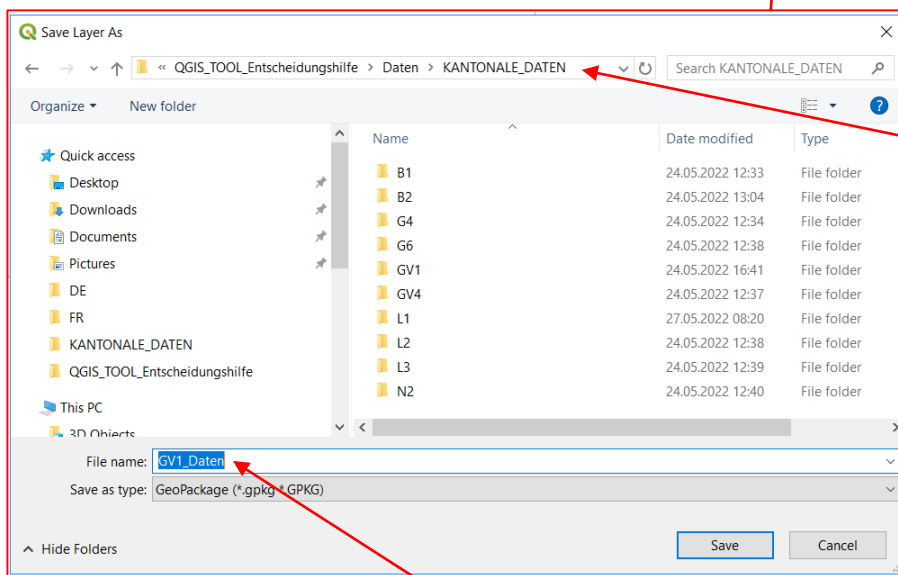 Save Layer As
« QGIS_TOOL_Entscheidungshilfe > Daten > KANTONALE_DATEN
Search KANTONALE_DATEN
Organize
New folder
Name Date modified Type
Quick access
Desktop
Downloads
Documents
Pictures
DE
FR
KANTONALE_DATEN
QGIS_TOOL_Entscheidungshilfe
This PC
3D Objects
B1 24.05.2022 12:33 File folder
B2 24.05.2022 13:04 File folder
G4 24.05.2022 12:34 File folder
G6 24.05.2022 12:38 File folder
GV1 24.05.2022 16:41 File folder
GV4 24.05.2022 12:37 File folder
L1 27.05.2022 08:20 File folder
L2 24.05.2022 12:38 File folder
L3 24.05.2022 12:39 File folder
N2 24.05.2022 12:40 File folder
File name: GV1_Daten
Save as type: GeoPackage (*.gpkg *.GPKG)
Hide Folders
Save
Cancel